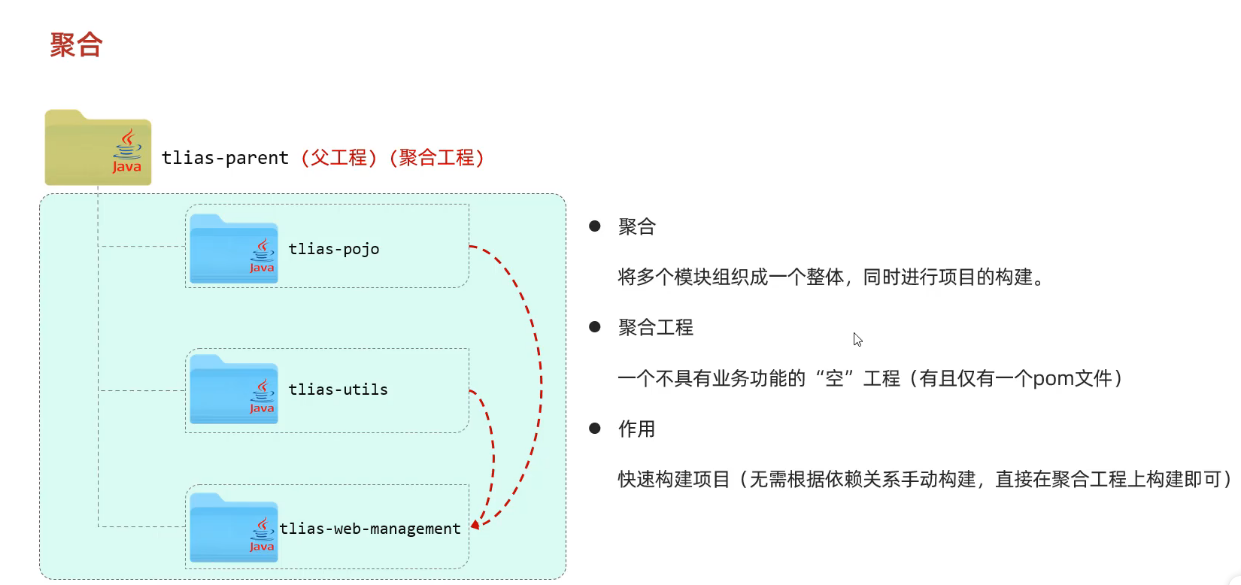 聚合
Java
tlias-parent（父工程）（聚合工程）
Java
tlias-pojo
Java
tlias-utils
Java
tlias-web-management
聚合
将多个模块组织成一个整体，同时进行项目的构建。
聚合工程
一个不具有业务功能的“空”工程（有且仅有一个pom文件）
作用
快速构建项目（无需根据依赖关系手动构建，直接在聚合工程上构建即可）